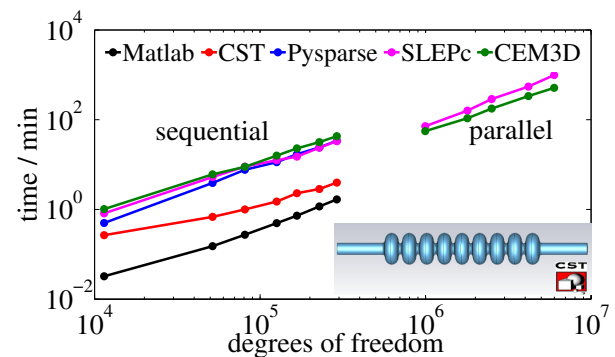 10^4
Matlab CST Pysparse SLEPc CEM3D
10^2
sequential
parallel
time / min
10^0
CST
10^-2
10^4 10^5 10^6 10^7
degrees of freedom